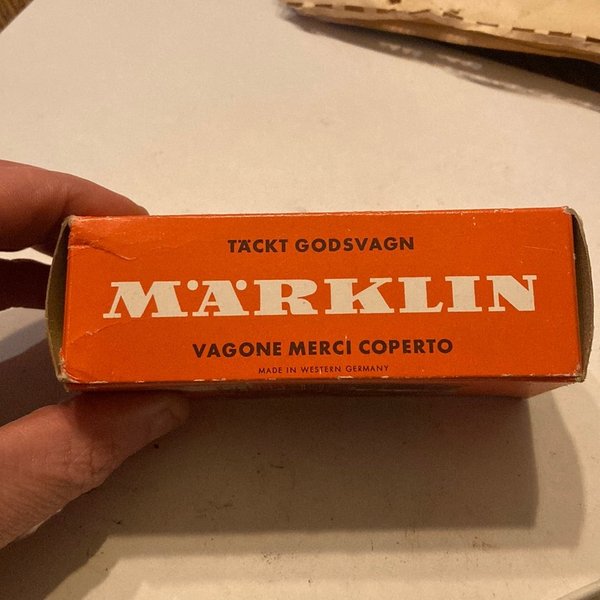 TÄCKT GODSVAGN
MÄRKLIN
VAGONE MERCI COPERTO
MADE IN WESTERN GERMANY